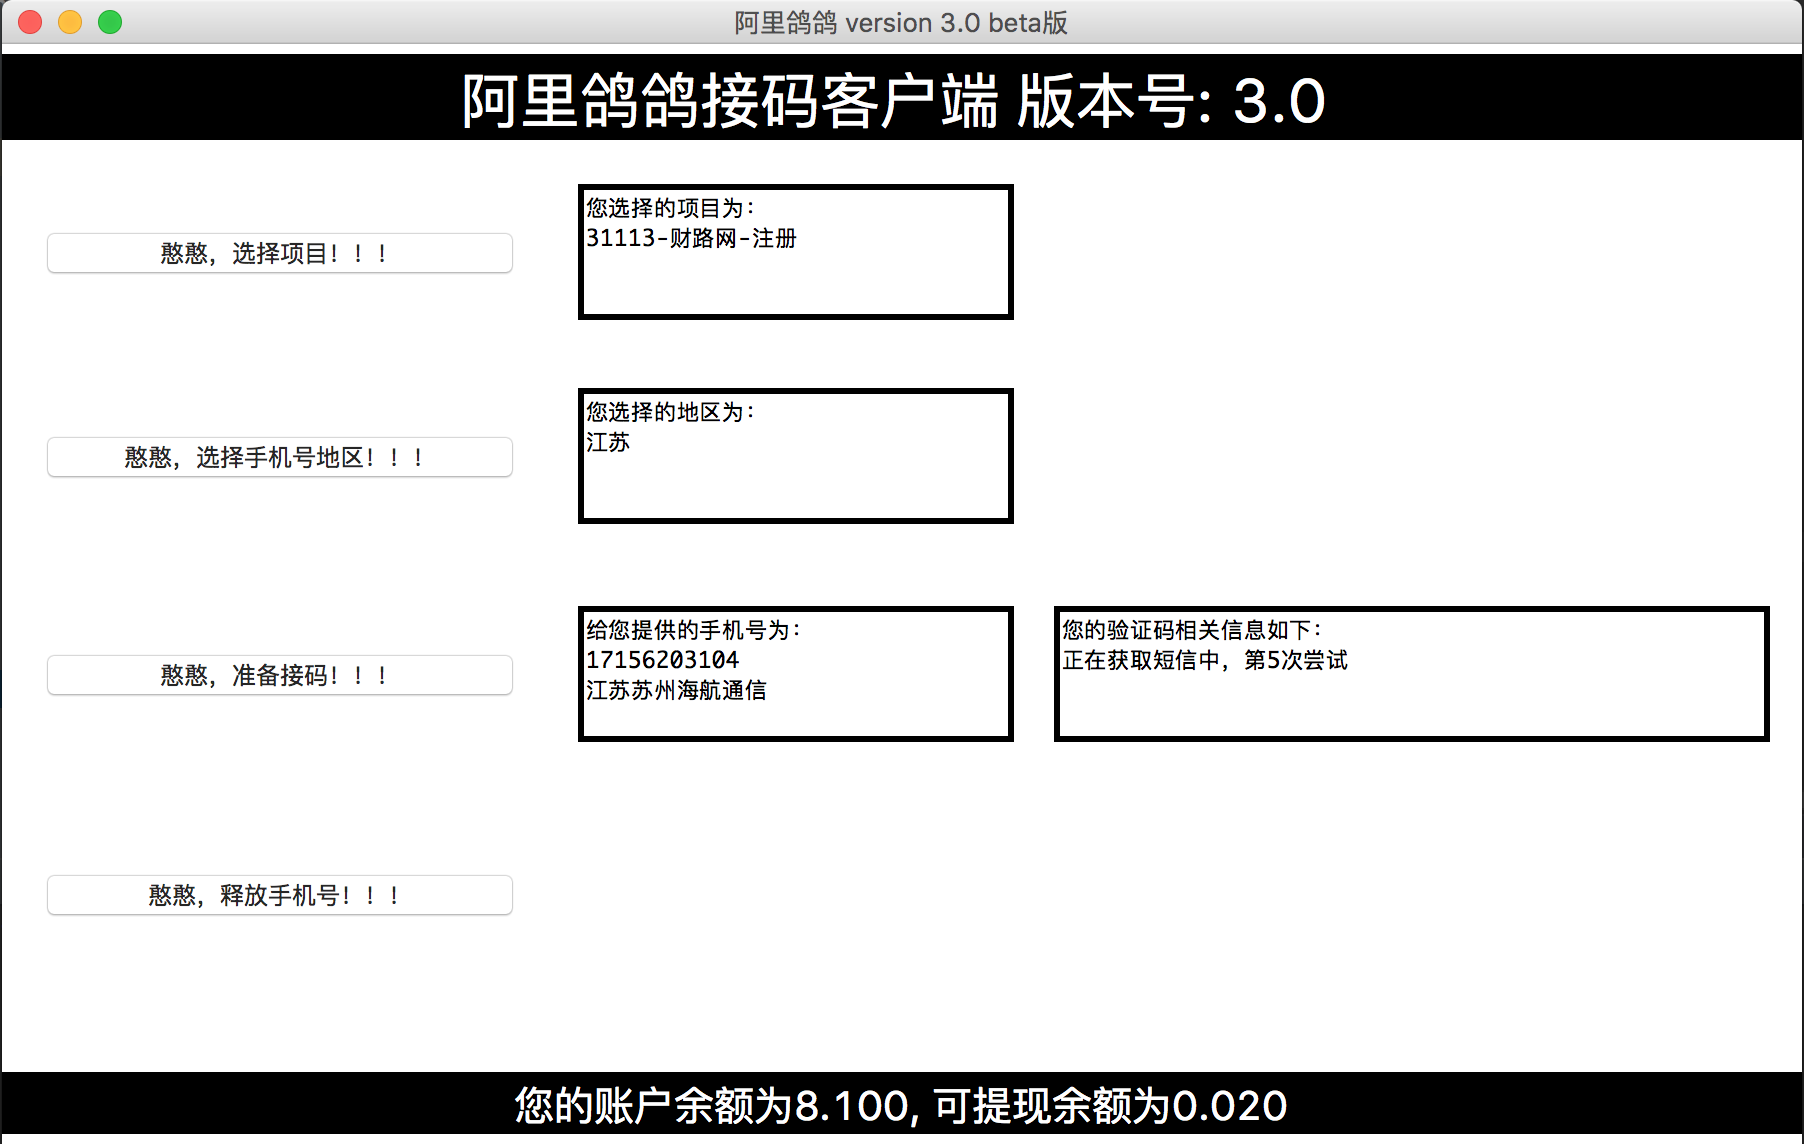 阿里鸽鸽 version 3.0 beta版
阿里鸽鸽接码客户端 版本号: 3.0
憨憨，选择项目！！！
您选择的项目为：
31113-财路网-注册
憨憨，选择手机号地区！！！
您选择的地区为：
江苏
憨憨，准备接码！！！
给您提供的手机号为：
17156203104
江苏苏州海航通信
您的验证码相关信息如下：
正在获取短信中，第5次尝试
憨憨，释放手机号！！！
您的账户余额为8.100, 可提现余额为0.020